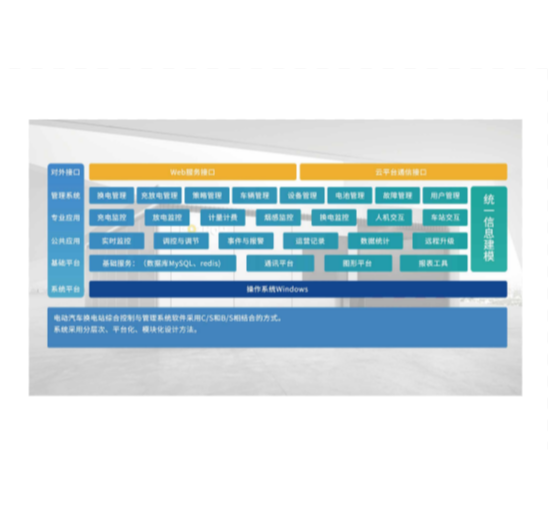 对外接口 Web服务接口 云平台通信接口
管理系统 换电管理 充放电管理 策略管理 车辆管理 设备管理 电池管理 故障管理 用户管理
专业应用 充电监控 放电监控 计量计费 烟感监控 换电监控 人机交互 车站交互
公共应用 实时监控 调控与调节 事件与报警 运营记录 数据统计 远程升级
基础平台 基础服务：（数据库MySQL、redis） 通讯平台 图形平台 报表工具
统一信息建模
系统平台 操作系统Windows
电动汽车换电站综合控制与管理系统软件采用C/S和B/S相结合的方式。
系统采用分层次、平台化、模块化设计方法。